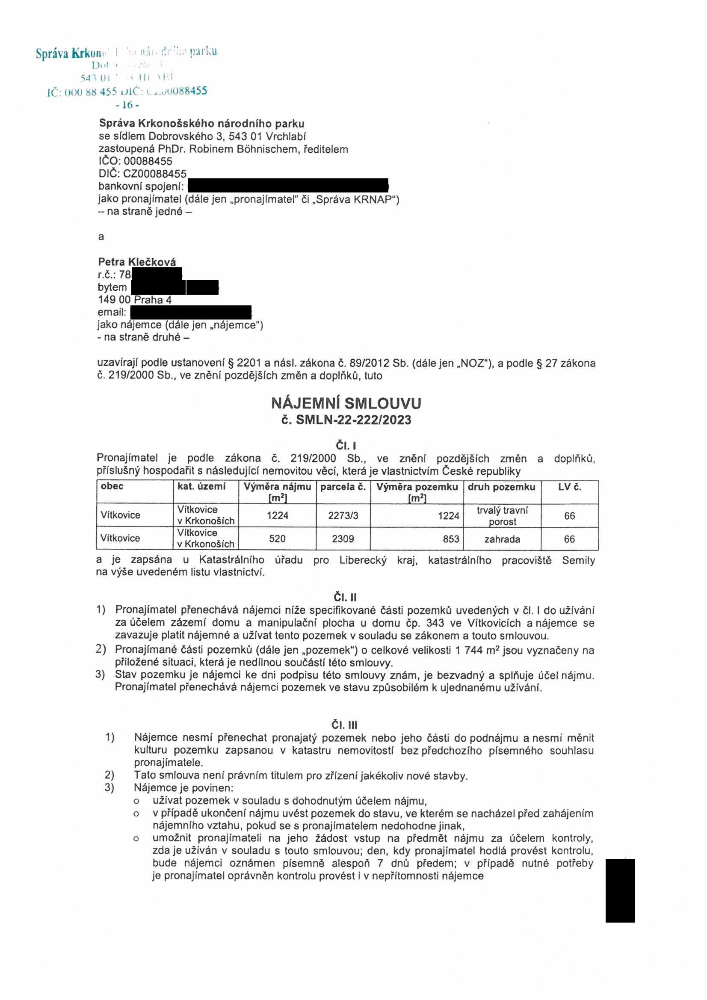 Správa Krkon národního parku
543 01
IČ: 000 88 455 DIČ: CZ00088455
- 16 -
Správa Krkonošského národního parku
se sídlem Dobrovského 3, 543 01 Vrchlabí
zastoupená PhDr. Robinem Böhnischem, ředitelem
IČO: 00088455
DIČ: CZ00088455
bankovní spojení:
jako pronajímatel (dále jen „pronajímatel“ či „Správa KRNAP“)
– na straně jedné –
a
Petra Klečková
r.č.: 78
bytem
149 00 Praha 4
email:
jako nájemce (dále jen „nájemce“)
- na straně druhé –
uzavírají podle ustanovení § 2201 a násl. zákona č. 89/2012 Sb. (dále jen „NOZ“), a podle § 27 zákona
č. 219/2000 Sb., ve znění pozdějších změn a doplňků, tuto
NÁJEMNÍ SMLOUVU
č. SMLN-22-222/2023
Čl. I
Pronajímatel je podle zákona č. 219/2000 Sb., ve znění pozdějších změn a doplňků,
příslušný hospodařit s následující nemovitou věcí, která je vlastnictvím České republiky
obec kat. území Výměra nájmu [m²] parcela č. Výměra pozemku [m²] druh pozemku LV č.
Vítkovice Vítkovice v Krkonoších 1224 2273/3 1224 trvalý travní porost 66
Vítkovice Vítkovice v Krkonoších 520 2309 853 zahrada 66
a je zapsána u Katastrálního úřadu pro Liberecký kraj, katastrálního pracoviště Semily
na výše uvedeném listu vlastnictví.
Čl. II
1) Pronajímatel přenechává nájemci níže specifikované části pozemků uvedených v čl. I do užívání
za účelem zázemí domu a manipulační plocha u domu čp. 343 ve Vítkovicích a nájemce se
zavazuje platit nájemné a užívat tento pozemek v souladu se zákonem a touto smlouvou.
2) Pronajímané části pozemků (dále jen „pozemek“) o celkové velikosti 1 744 m² jsou vyznačeny na
přiložené situaci, která je nedílnou součástí této smlouvy.
3) Stav pozemku je nájemci ke dni podpisu této smlouvy znám, je bezvadný a splňuje účel nájmu.
Pronajímatel přenechává nájemci pozemek ve stavu způsobilém k ujednanému užívání.
Čl. III
1) Nájemce nesmí přenechat pronajatý pozemek nebo jeho části do podnájmu a nesmí měnit
kulturu pozemku zapsanou v katastru nemovitostí bez předchozího písemného souhlasu
pronajímatele.
2) Tato smlouva není právním titulem pro zřízení jakékoliv nové stavby.
3) Nájemce je povinen:
o užívat pozemek v souladu s dohodnutým účelem nájmu,
o v případě ukončení nájmu uvést pozemek do stavu, ve kterém se nacházel před zahájením
nájemního vztahu, pokud se s pronajímatelem nedohodne jinak,
o umožnit pronajímateli na jeho žádost vstup na předmět nájmu za účelem kontroly,
zda je užíván v souladu s touto smlouvou; den, kdy pronajímatel hodlá provést kontrolu,
bude nájemci oznámen písemně alespoň 7 dnů předem; v případě nutné potřeby
je pronajímatel oprávněn kontrolu provést i v nepřítomnosti nájemce